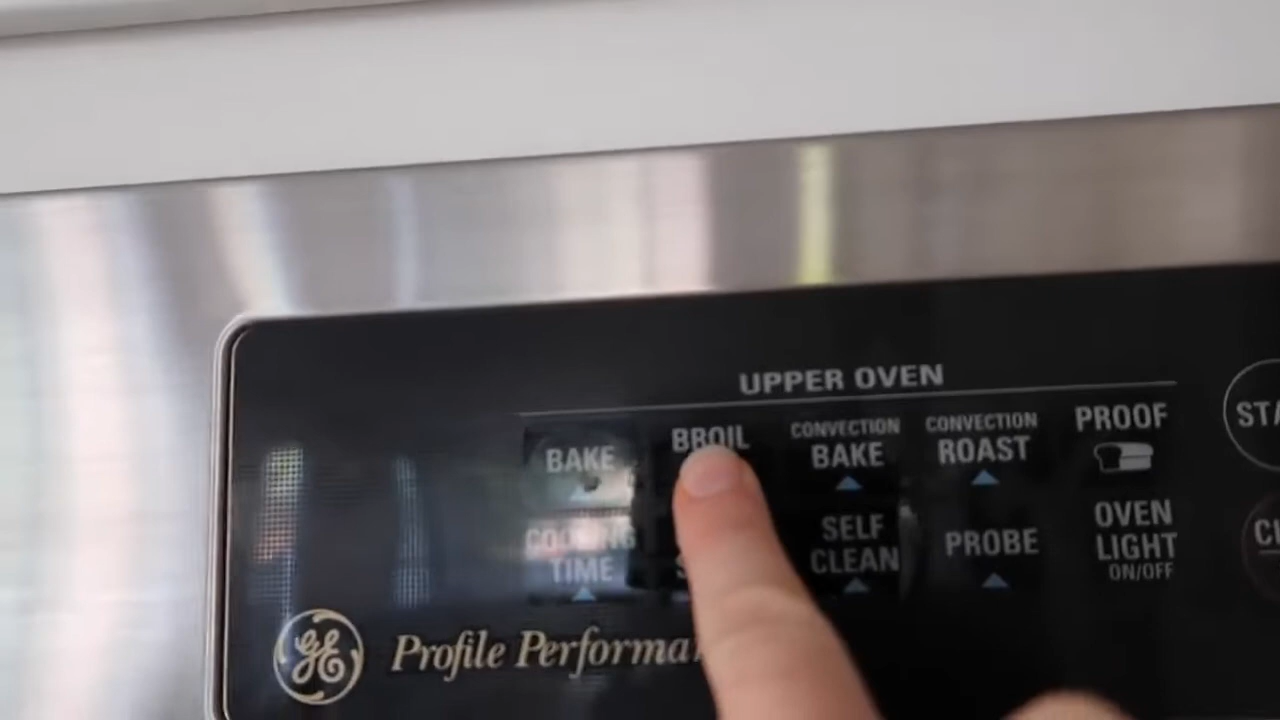 UPPER OVEN
BAKE
BROIL
CONVECTION
BAKE
CONVECTION
ROAST
PROOF
COOKING
TIME
SELF
CLEAN
PROBE
OVEN
LIGHT
ON/OFF
GE
Profile